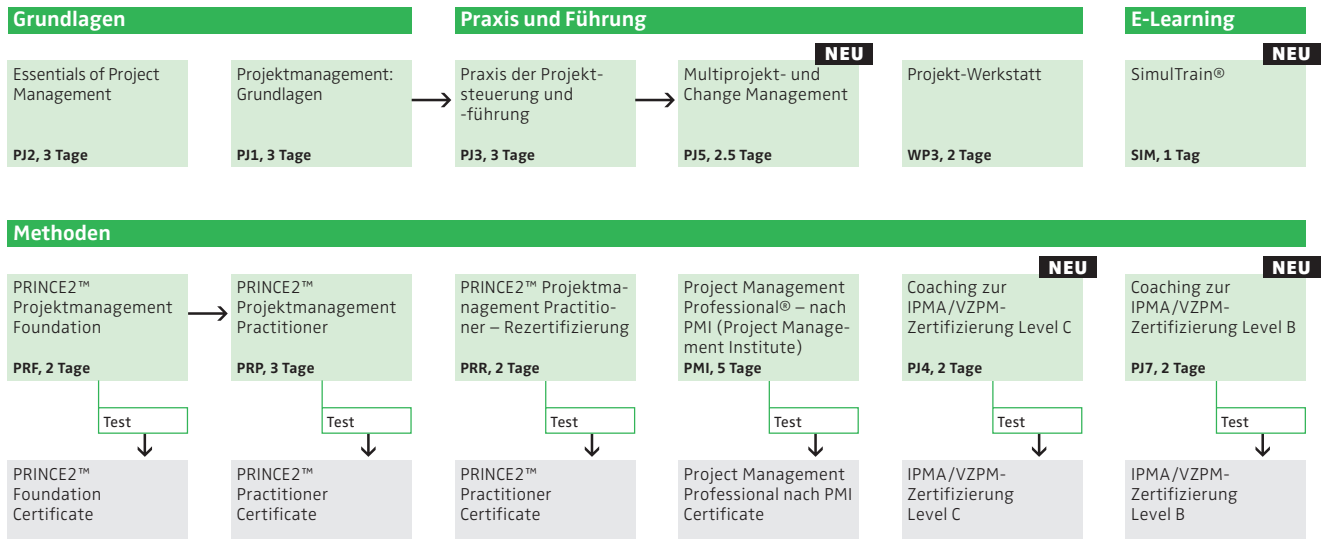 Grundlagen
Praxis und Führung
E-Learning
Essentials of Project
Management
PJ2, 3 Tage
Projektmanagement:
Grundlagen
PJ1, 3 Tage
Praxis der Projekt-
steuerung und
-führung
PJ3, 3 Tage
NEU
Multiprojekt- und
Change Management
PJ5, 2.5 Tage
Projekt-Werkstatt
WP3, 2 Tage
NEU
SimulTrain®
SIM, 1 Tag
Methoden
PRINCE2™
Projektmanagement
Foundation
PRF, 2 Tage
Test
PRINCE2™
Foundation
Certificate
PRINCE2™
Projektmanagement
Practitioner
PRP, 3 Tage
Test
PRINCE2™
Practitioner
Certificate
PRINCE2™ Projektma-
nagement Practitio-
ner – Rezertifizierung
PRR, 2 Tage
Test
PRINCE2™
Practitioner
Certificate
Project Management
Professional® – nach
PMI (Project Manage-
ment Institute)
PMI, 5 Tage
Test
Project Management
Professional nach PMI
Certificate
NEU
Coaching zur
IPMA/VZPM-
Zertifizierung Level C
PJ4, 2 Tage
Test
IPMA/VZPM-
Zertifizierung
Level C
NEU
Coaching zur
IPMA/VZPM-
Zertifizierung Level B
PJ7, 2 Tage
Test
IPMA/VZPM-
Zertifizierung
Level B